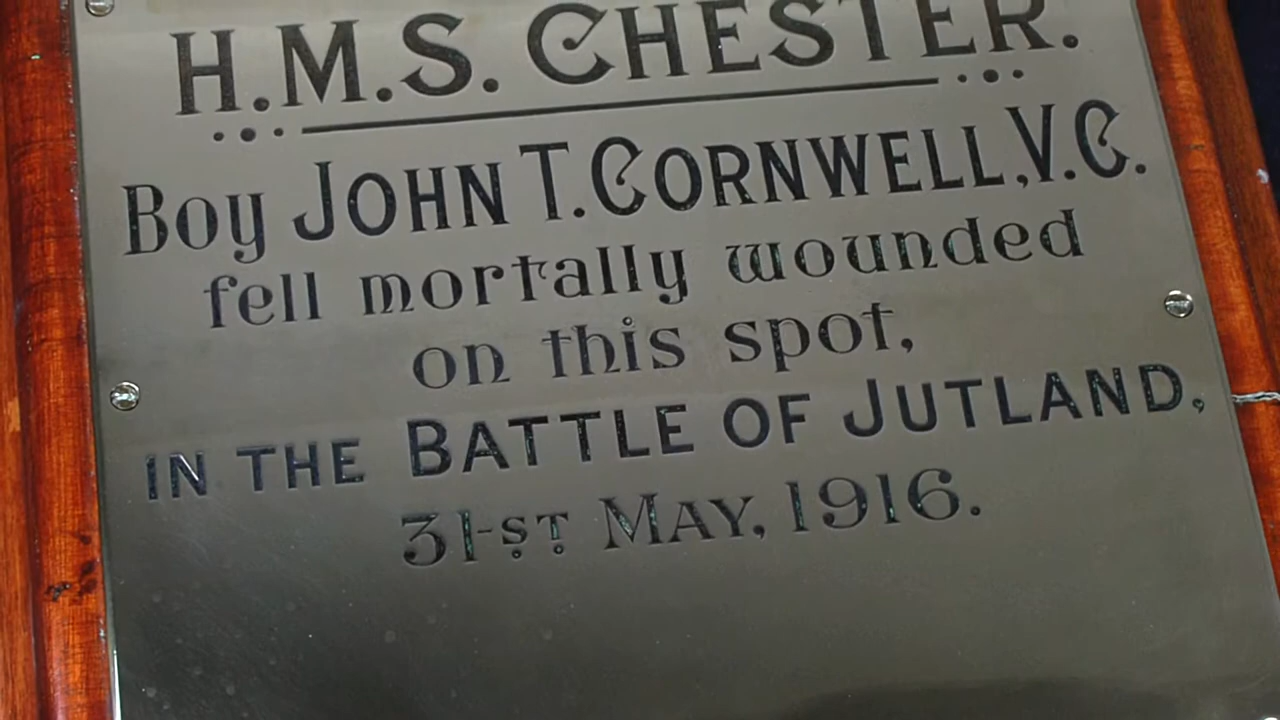 H.M.S. CHESTER.
Boy JOHN T. CORNWELL, V.C.
fell mortally wounded
on this spot,
IN THE BATTLE OF JUTLAND,
31-ST MAY, 1916.